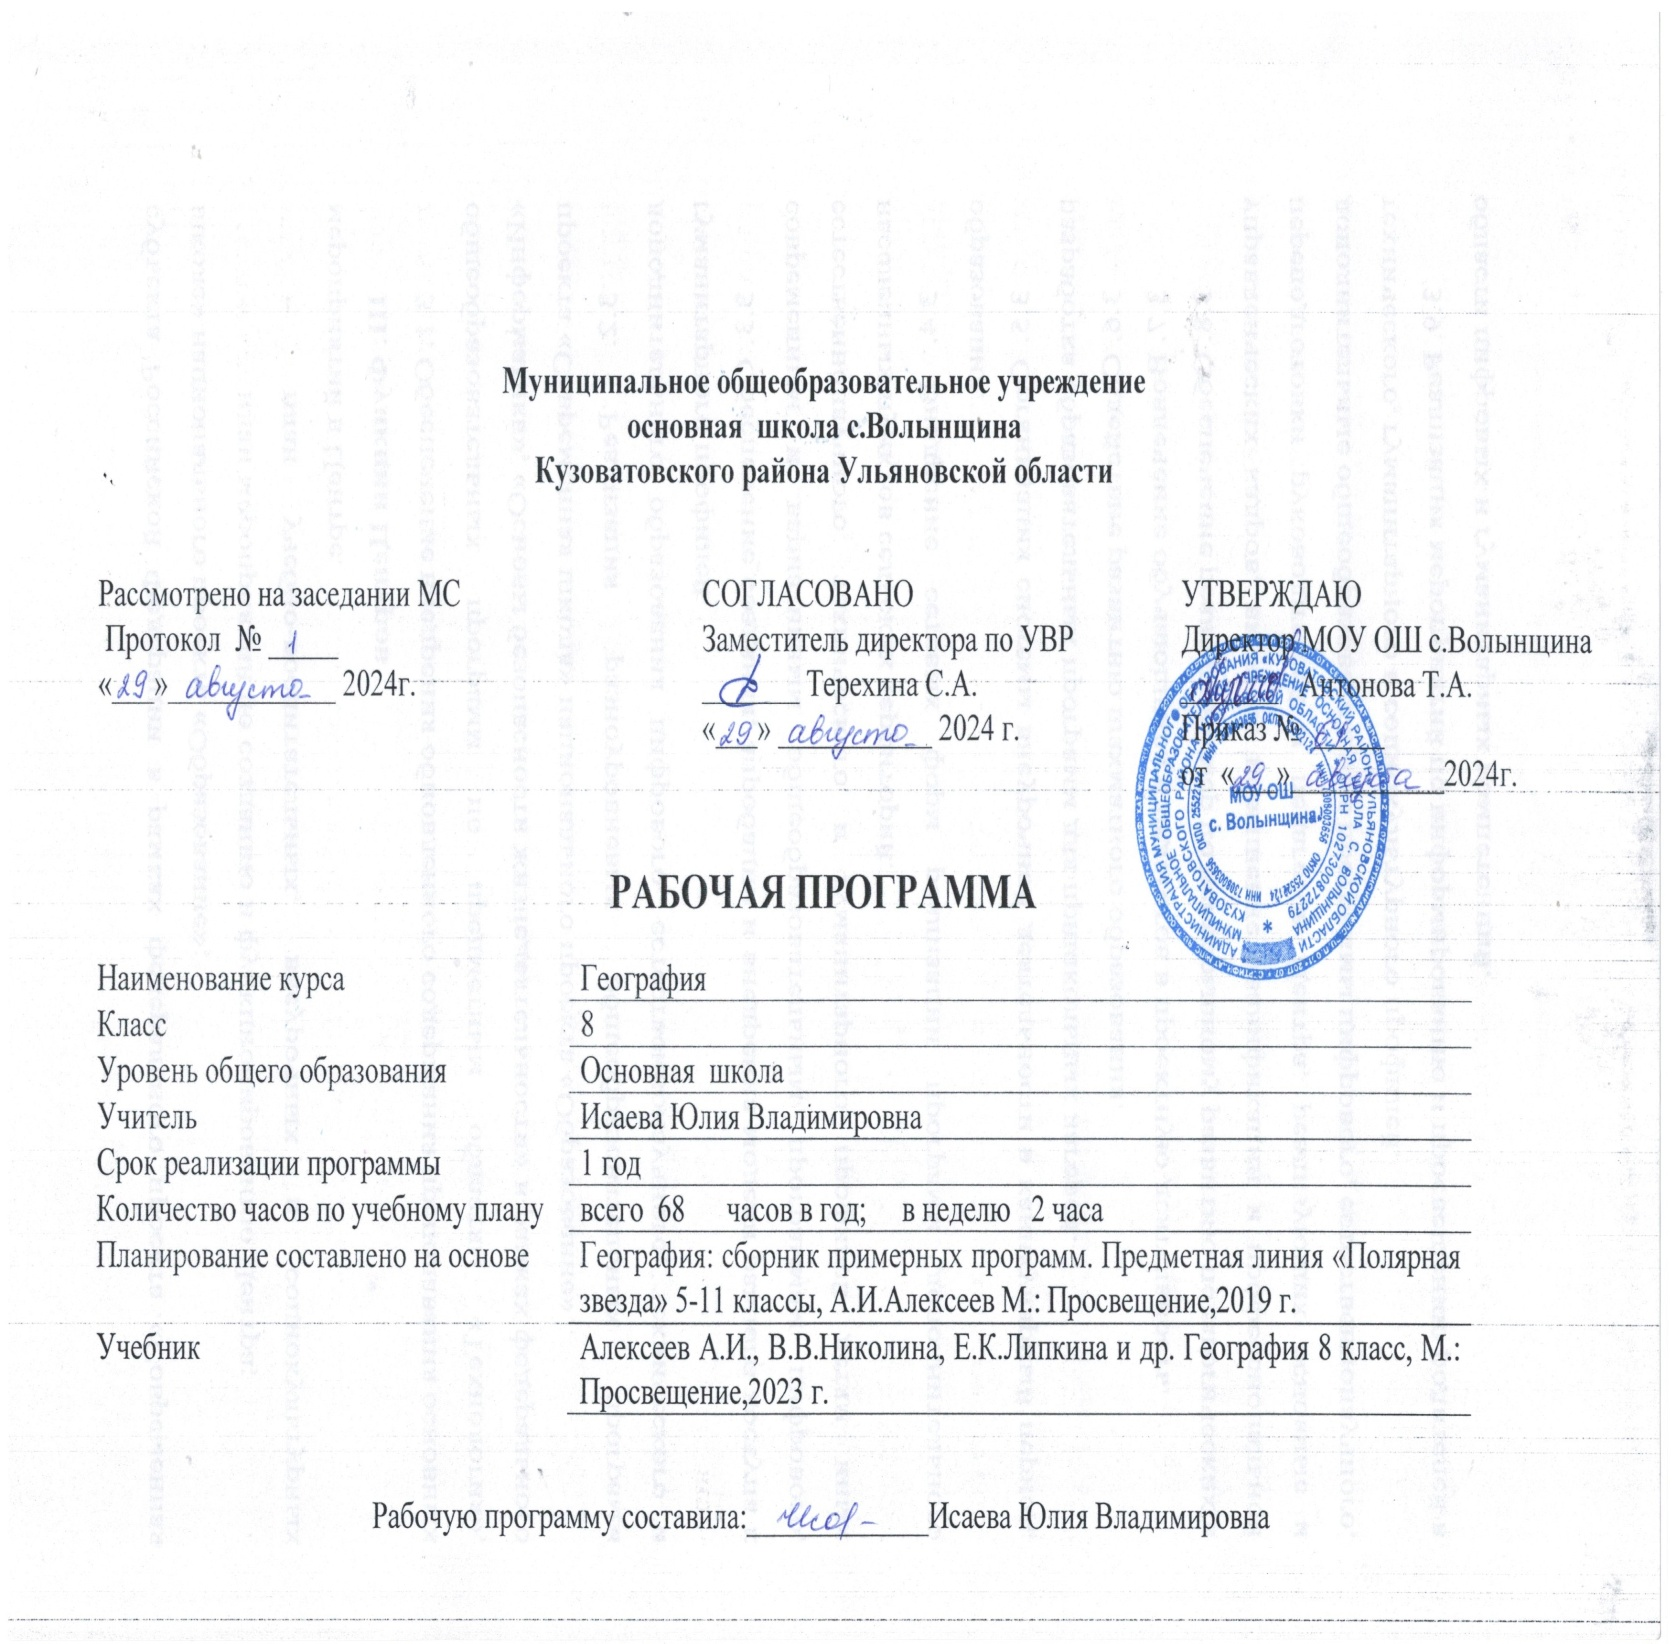 Муниципальное общеобразовательное учреждение
основная школа с.Волынщина
Кузоватовского района Ульяновской области
Рассмотрено на заседании МС
Протокол № 1
«29» августа 2024г.
СОГЛАСОВАНО
Заместитель директора по УВР
Терехина С.А.
«29» августа 2024 г.
УТВЕРЖДАЮ
Директор МОУ ОШ с.Волынщина
Антонова Т.А.
Приказ №
от «29» августа 2024г.
МОУ ОШ
с. Волынщина
РАБОЧАЯ ПРОГРАММА
Наименование курса География
Класс 8
Уровень общего образования Основная школа
Учитель Исаева Юлия Владимировна
Срок реализации программы 1 год
Количество часов по учебному плану всего 68 часов в год; в неделю 2 часа
Планирование составлено на основе География: сборник примерных программ. Предметная линия «Полярная
звезда» 5-11 классы, А.И.Алексеев М.: Просвещение,2019 г.
Учебник Алексеев А.И., В.В.Николина, Е.К.Липкина и др. География 8 класс, М.:
Просвещение,2023 г.
Рабочую программу составила: Исаева Юлия Владимировна